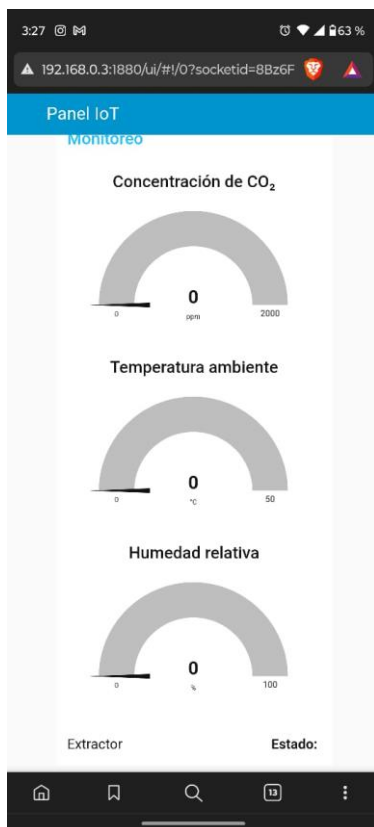 3:27 63 %
192.168.0.3:1880/ui/#!/0?socketid=8Bz6F
Panel IoT
Monitoreo
Concentración de CO₂
0
0 ppm 2000
Temperatura ambiente
0
0 °C 50
Humedad relativa
0
0 % 100
Extractor Estado:
13